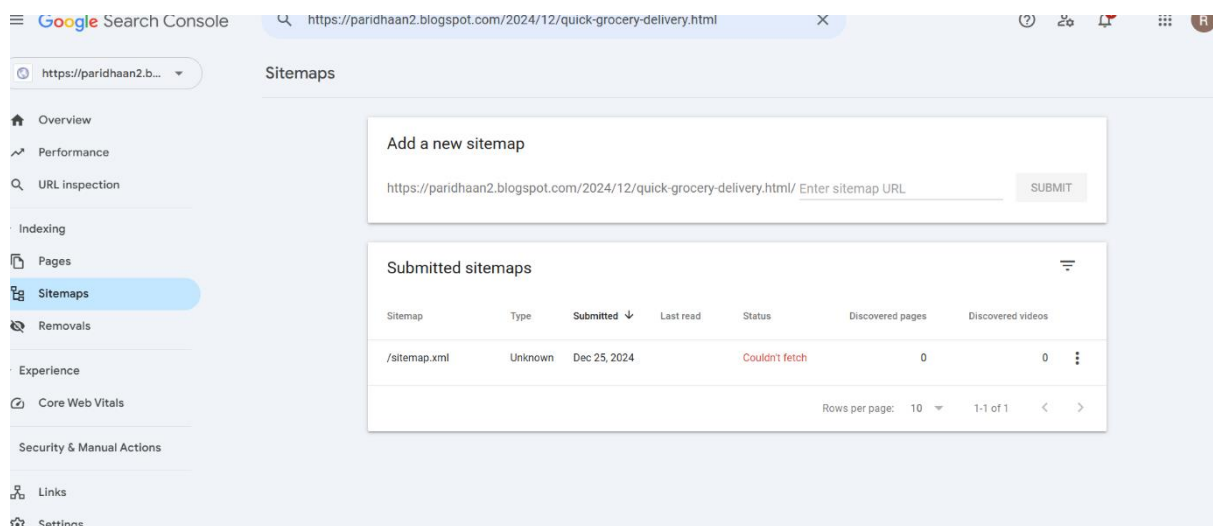 Google Search Console
https://paridhaan2.blogspot.com/2024/12/quick-grocery-delivery.html
R
https://paridhaan2.b...
Sitemaps
Overview
Performance
URL inspection
Indexing
Pages
Sitemaps
Removals
Experience
Core Web Vitals
Security & Manual Actions
Links
Settings
Add a new sitemap
https://paridhaan2.blogspot.com/2024/12/quick-grocery-delivery.html/ Enter sitemap URL SUBMIT
Submitted sitemaps
Sitemap Type Submitted Last read Status Discovered pages Discovered videos
/sitemap.xml Unknown Dec 25, 2024 Couldn't fetch 0 0
Rows per page: 10 1-1 of 1